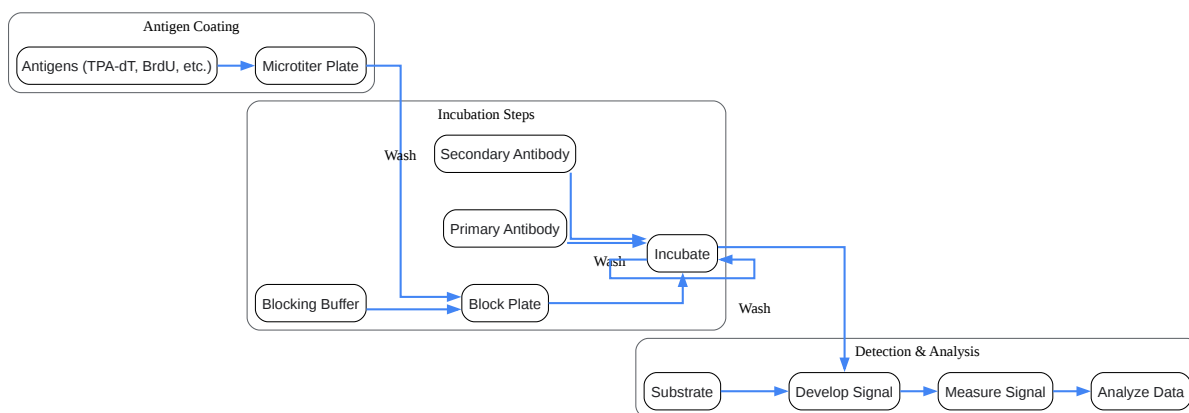 Antigen Coating
Antigens (TPA-dT, BrdU, etc.)
Microtiter Plate
Incubation Steps
Wash
Secondary Antibody
Primary Antibody
Incubate
Wash
Blocking Buffer
Block Plate
Wash
Detection & Analysis
Substrate
Develop Signal
Measure Signal
Analyze Data